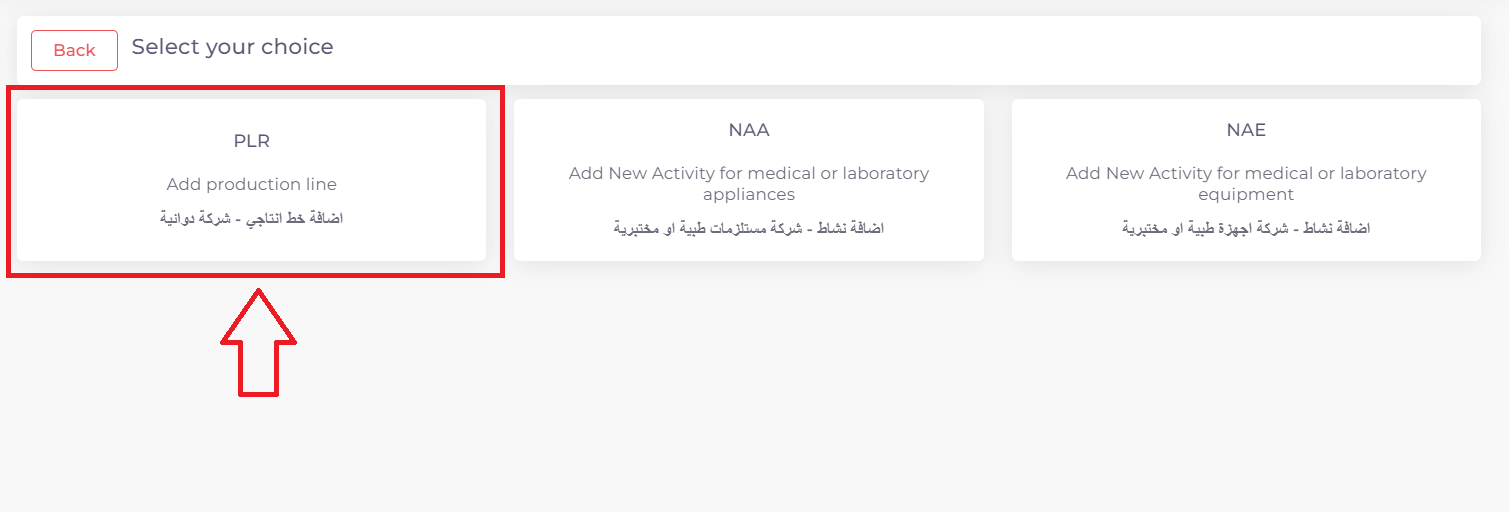 Back
Select your choice
PLR
Add production line
اضافة خط انتاجي - شركة دوائية
NAA
Add New Activity for medical or laboratory
appliances
اضافة نشاط - شركة مستلزمات طبية او مختبرية
NAE
Add New Activity for medical or laboratory
equipment
اضافة نشاط - شركة اجهزة طبية او مختبرية